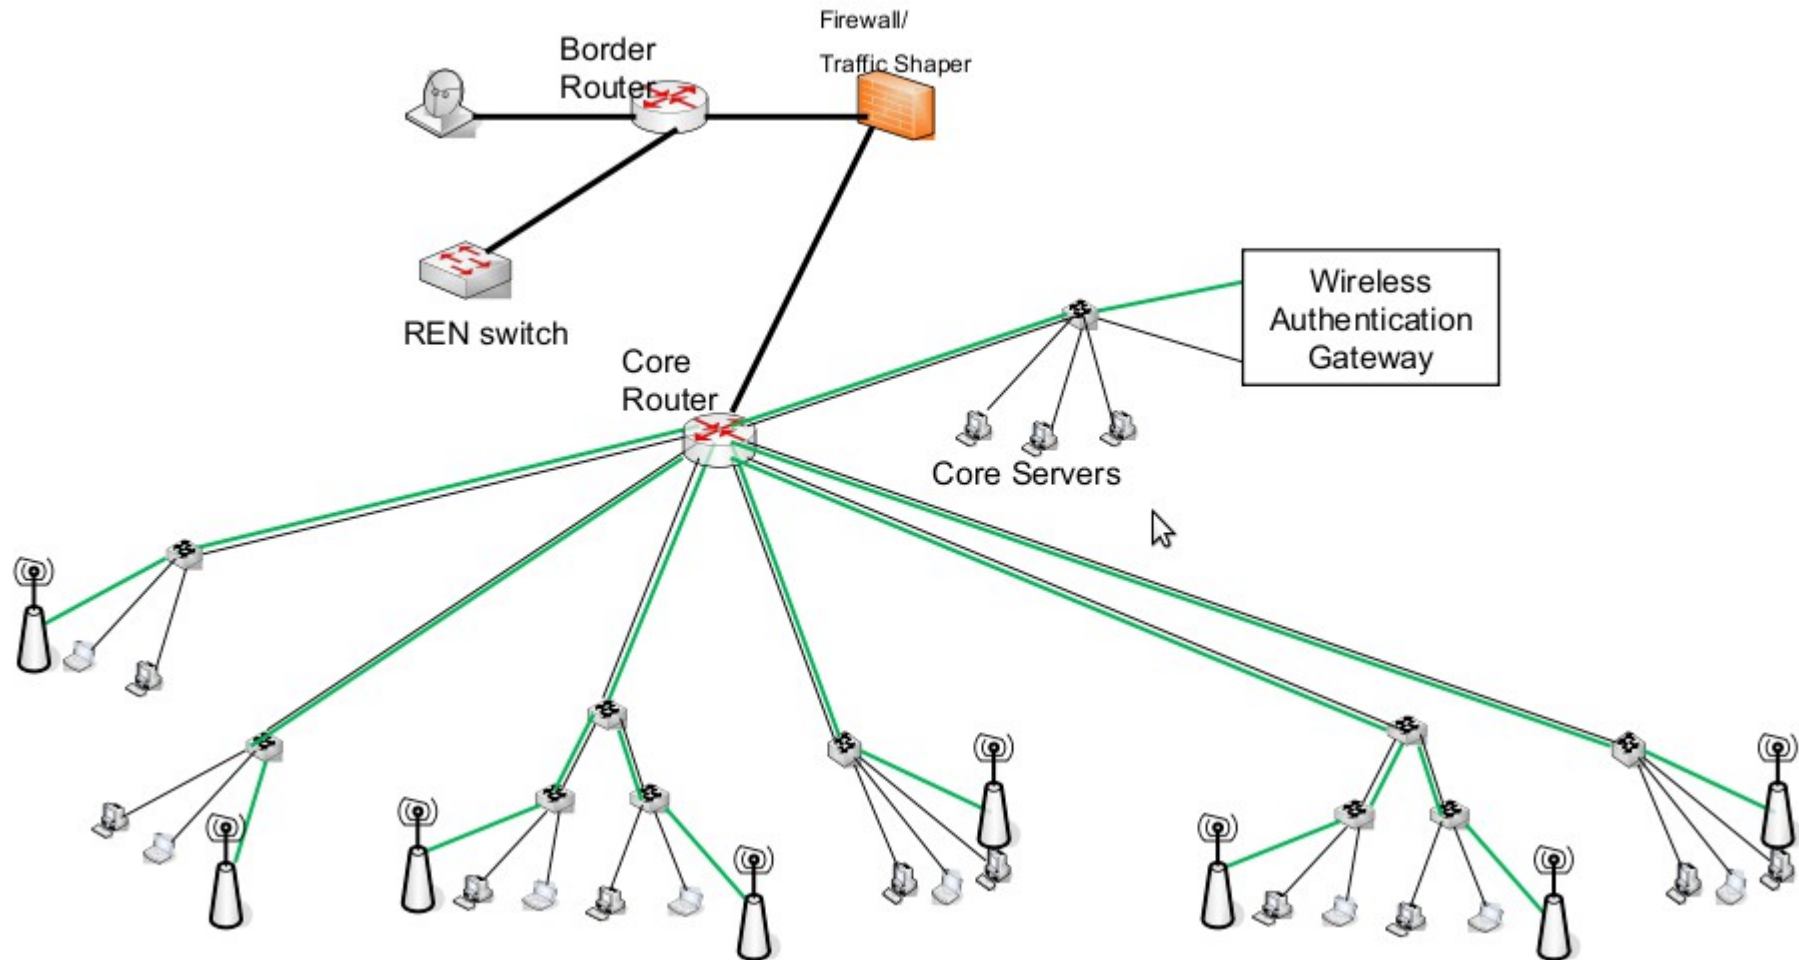 Firewall/
Traffic Shaper
Border
Router
REN switch
Wireless
Authentication
Gateway
Core
Router
Core Servers